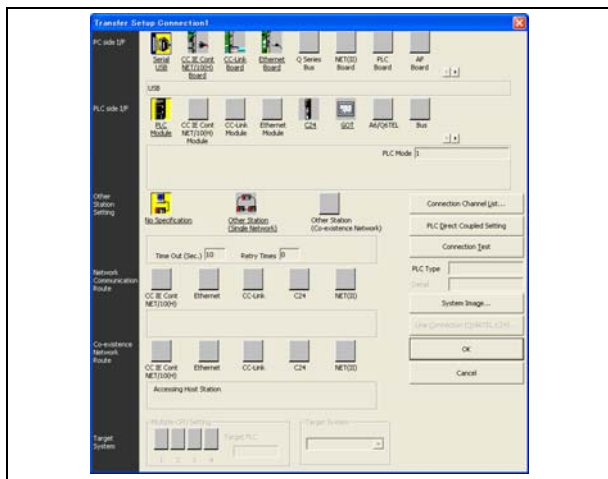 Transfer Setup Connection1
PC side I/F
Serial USB
CC IE Cont NET/10(H) Board
CC-Link Board
Ethernet Board
Q Series Bus
NET(II) Board
PLC Board
AF Board
USB
PLC side I/F
PLC Module
CC IE Cont NET/10(H) Module
CC-Link Module
Ethernet Module
C24
GOT
A6/Q6TEL
Bus
PLC Mode
Other Station Setting
No Specification
Other Station (Single Network)
Other Station (Co-existence Network)
Time Out (Sec.) 10 Retry Times 0
Connection Channel List...
PLC Direct Coupled Setting
Connection Test
PLC Type
Detail
System Image...
OK
Cancel
Network Communication Route
CC IE Cont NET/10(H)
Ethernet
CC-Link
C24
NET(II)
Co-existence Network Route
CC IE Cont NET/10(H)
Ethernet
CC-Link
C24
NET(II)
Accessing Host Station
Target System
Multiple CPU Setting
Target PLC
1 2 3 4
Target System